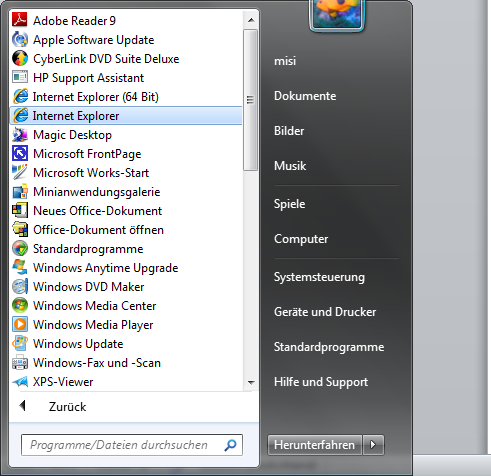 Adobe Reader 9
Apple Software Update
CyberLink DVD Suite Deluxe
HP Support Assistant
Internet Explorer (64 Bit)
Internet Explorer
Magic Desktop
Microsoft FrontPage
Microsoft Works-Start
Minianwendungsgalerie
Neues Office-Dokument
Office-Dokument öffnen
Standardprogramme
Windows Anytime Upgrade
Windows DVD Maker
Windows Media Center
Windows Media Player
Windows Update
Windows-Fax und -Scan
XPS-Viewer
Zurück
Programme/Dateien durchsuchen
misi
Dokumente
Bilder
Musik
Spiele
Computer
Systemsteuerung
Geräte und Drucker
Standardprogramme
Hilfe und Support
Herunterfahren